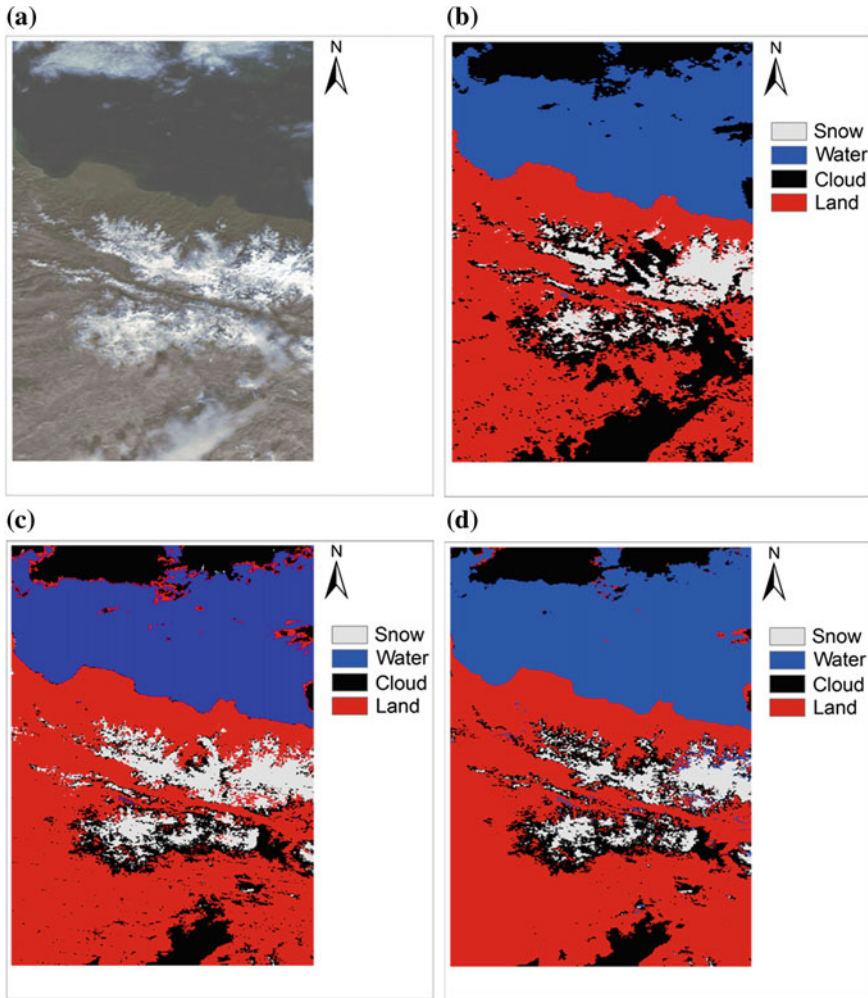 (a)
N
(b)
N
Snow
Water
Cloud
Land
(c)
N
Snow
Water
Cloud
Land
(d)
N
Snow
Water
Cloud
Land